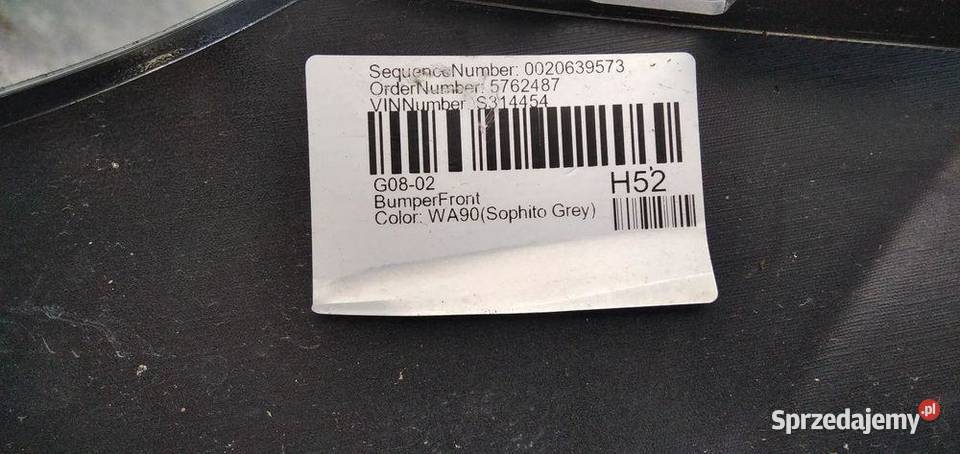 SequenceNumber: 0020639573
OrderNumber: 5762487
VINNumber: S314454
G08-02
H52
BumperFront
Color: WA90(Sophito Grey)
Sprzedajemy.pl